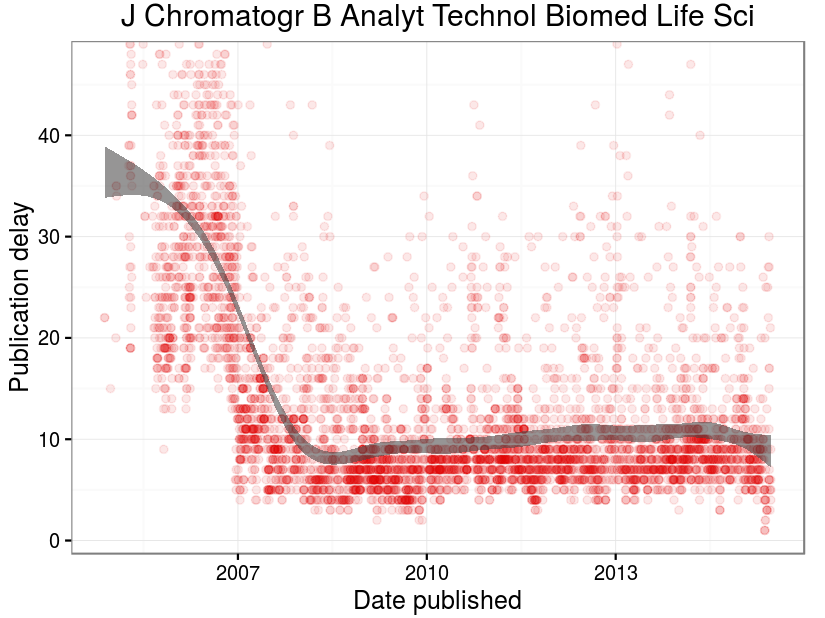 J Chromatogr B Analyt Technol Biomed Life Sci
Publication delay
40
30
20
10
0
2007 2010 2013
Date published